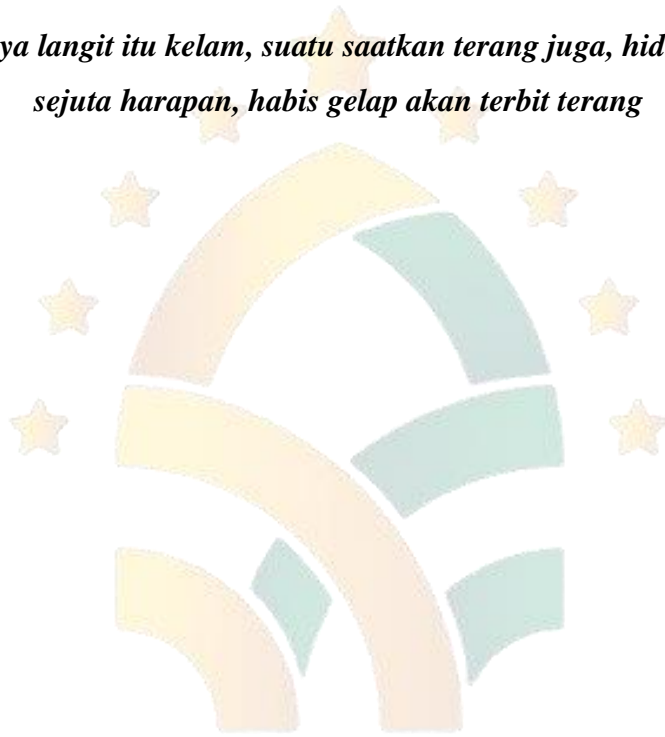 ya langit itu kelam, suatu saatkan terang juga, hid
sejuta harapan, habis gelap akan terbit terang